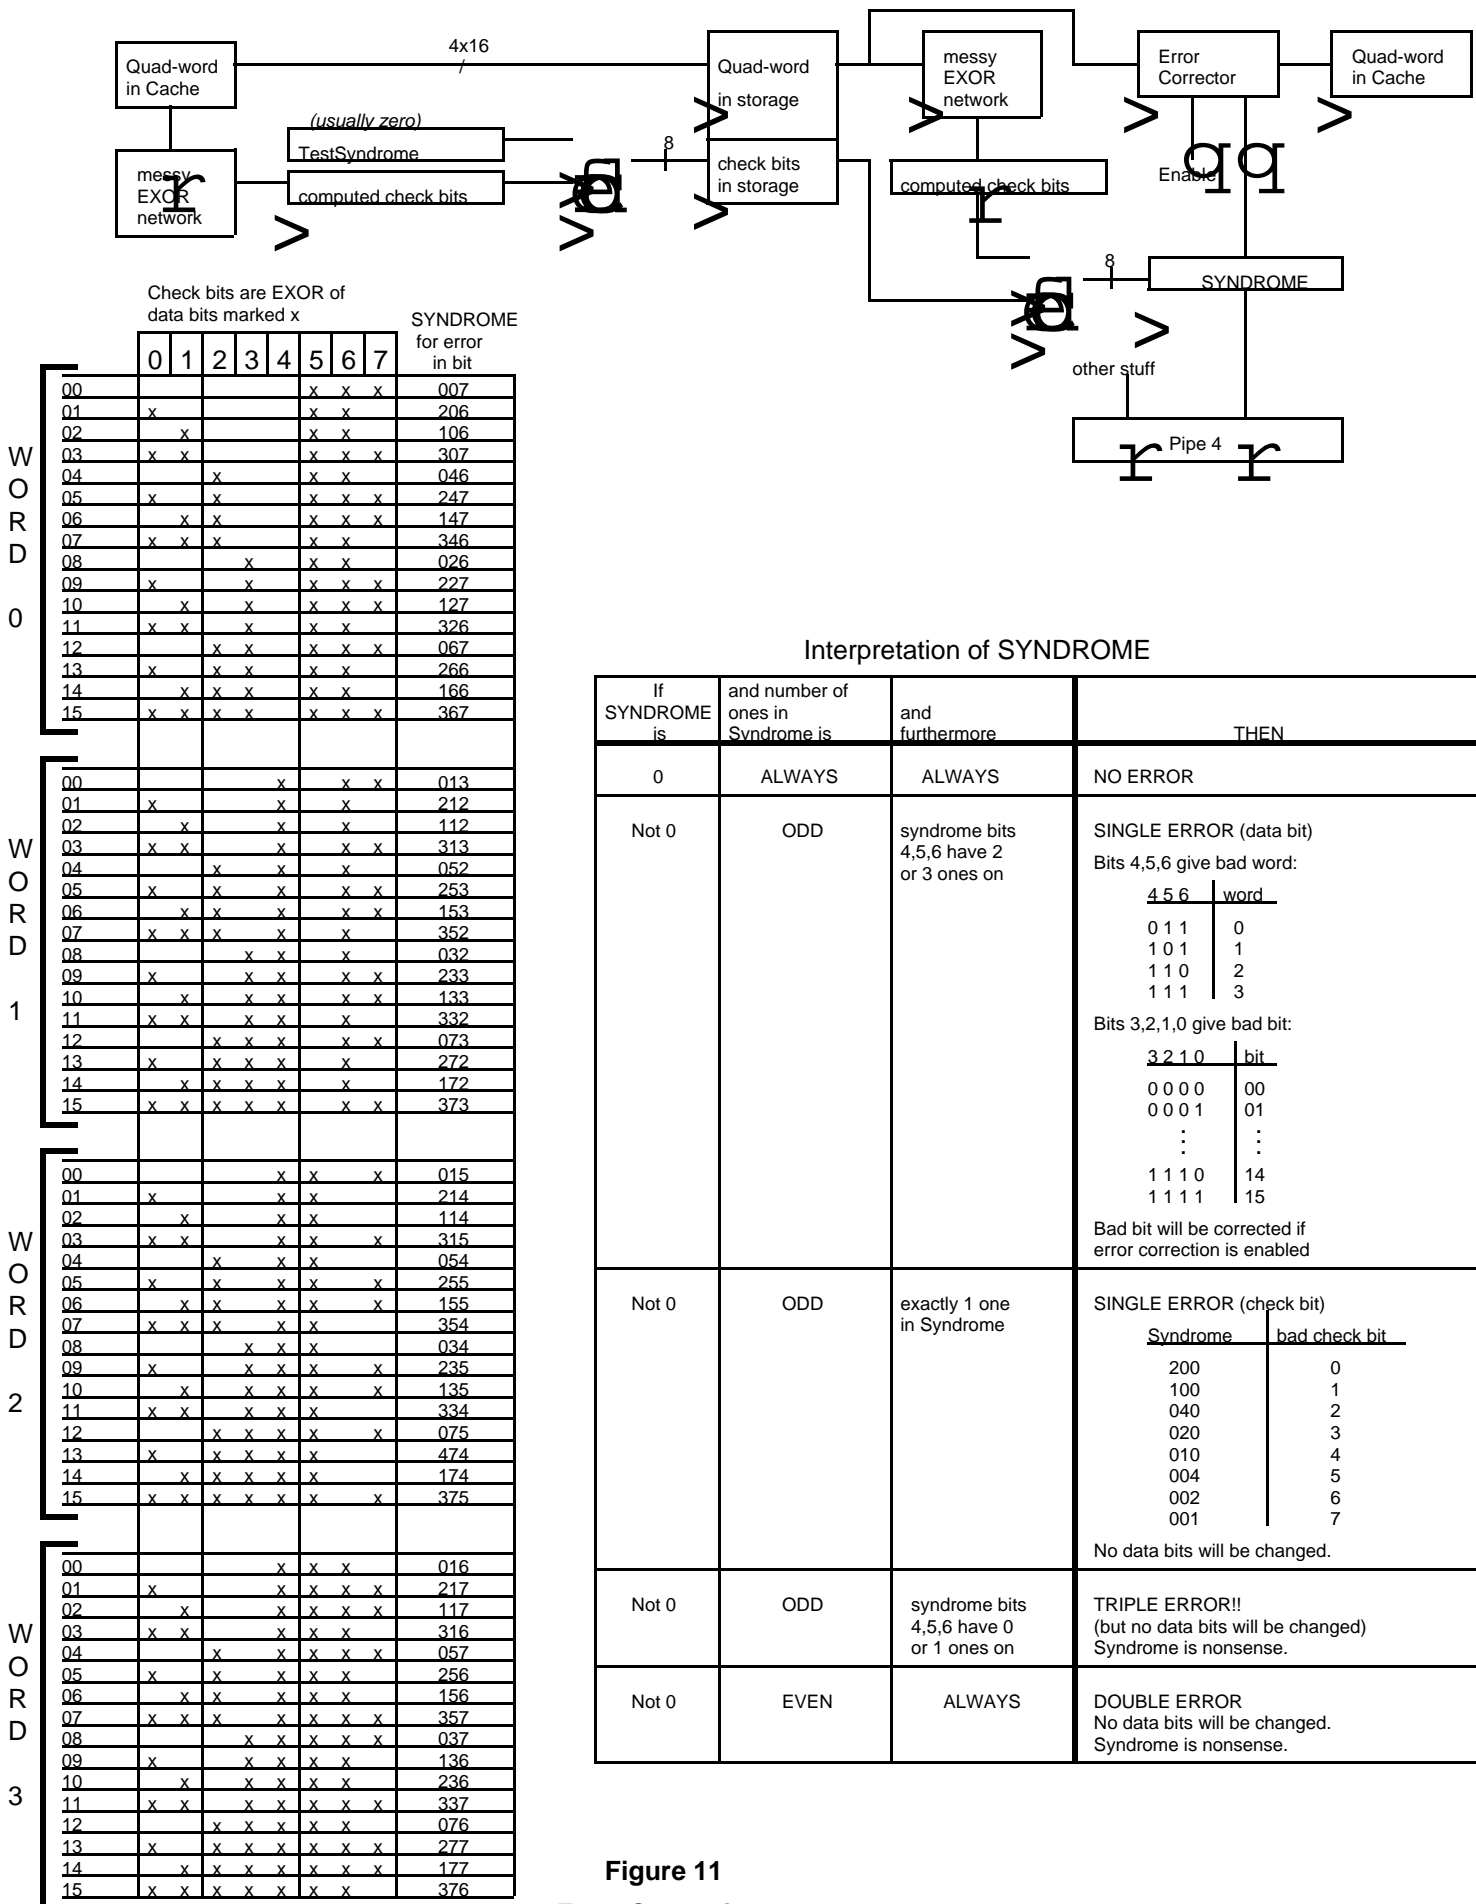 4x16
/
Quad-word
in Cache
Quad-word
in storage
messy
EXOR
network
Error
Corrector
Quad-word
in Cache
(usually zero)
TestSyndrome
computed check bits
messy
EXOR
network
8
check bits
in storage
computed check bits
Enable
8
SYNDROME
other stuff
Pipe 4
Check bits are EXOR of
data bits marked x
SYNDROME
for error
in bit
0 1 2 3 4 5 6 7
WORD 0
00 x x x 007
01 x x x 206
02 x x x 106
03 x x x x x 307
04 x x x 046
05 x x x x x 247
06 x x x x x 147
07 x x x x x 346
08 x x x 026
09 x x x x x 227
10 x x x x x 127
11 x x x x x 326
12 x x x x x 067
13 x x x x x 266
14 x x x x x 166
15 x x x x x x x 367
WORD 1
00 x x x 013
01 x x x 212
02 x x x 112
03 x x x x x 313
04 x x x 052
05 x x x x x 253
06 x x x x x 153
07 x x x x x 352
08 x x x 032
09 x x x x x 233
10 x x x x x 133
11 x x x x x 332
12 x x x x x 073
13 x x x x x 272
14 x x x x x 172
15 x x x x x x x 373
WORD 2
00 x x x 015
01 x x x 214
02 x x x 114
03 x x x x x 315
04 x x x 054
05 x x x x x 255
06 x x x x x 155
07 x x x x x 354
08 x x x 034
09 x x x x x 235
10 x x x x x 135
11 x x x x x 334
12 x x x x x 075
13 x x x x x 474
14 x x x x x 174
15 x x x x x x x 375
WORD 3
00 x x x 016
01 x x x x x 217
02 x x x x x 117
03 x x x x x 316
04 x x x x x 057
05 x x x x x 256
06 x x x x x 156
07 x x x x x x x 357
08 x x x x x 037
09 x x x x x 136
10 x x x x x 236
11 x x x x x x x 337
12 x x x x x 076
13 x x x x x x x 277
14 x x x x x x x 177
15 x x x x x x x 376
Interpretation of SYNDROME
If
SYNDROME
is
and number of
ones in
Syndrome is
and
furthermore
THEN
0 ALWAYS ALWAYS NO ERROR
Not 0 ODD
syndrome bits
4,5,6 have 2
or 3 ones on
SINGLE ERROR (data bit)
Bits 4,5,6 give bad word:
4 5 6 word
0 1 1 0
1 0 1 1
1 1 0 2
1 1 1 3
Bits 3,2,1,0 give bad bit:
3 2 1 0 bit
0 0 0 0 00
0 0 0 1 01
: :
1 1 1 0 14
1 1 1 1 15
Bad bit will be corrected if
error correction is enabled
Not 0 ODD
exactly 1 one
in Syndrome
SINGLE ERROR (check bit)
Syndrome bad check bit
200 0
100 1
040 2
020 3
010 4
004 5
002 6
001 7
No data bits will be changed.
Not 0 ODD
syndrome bits
4,5,6 have 0
or 1 ones on
TRIPLE ERROR!!
(but no data bits will be changed)
Syndrome is nonsense.
Not 0 EVEN ALWAYS
DOUBLE ERROR
No data bits will be changed.
Syndrome is nonsense.
Figure 11